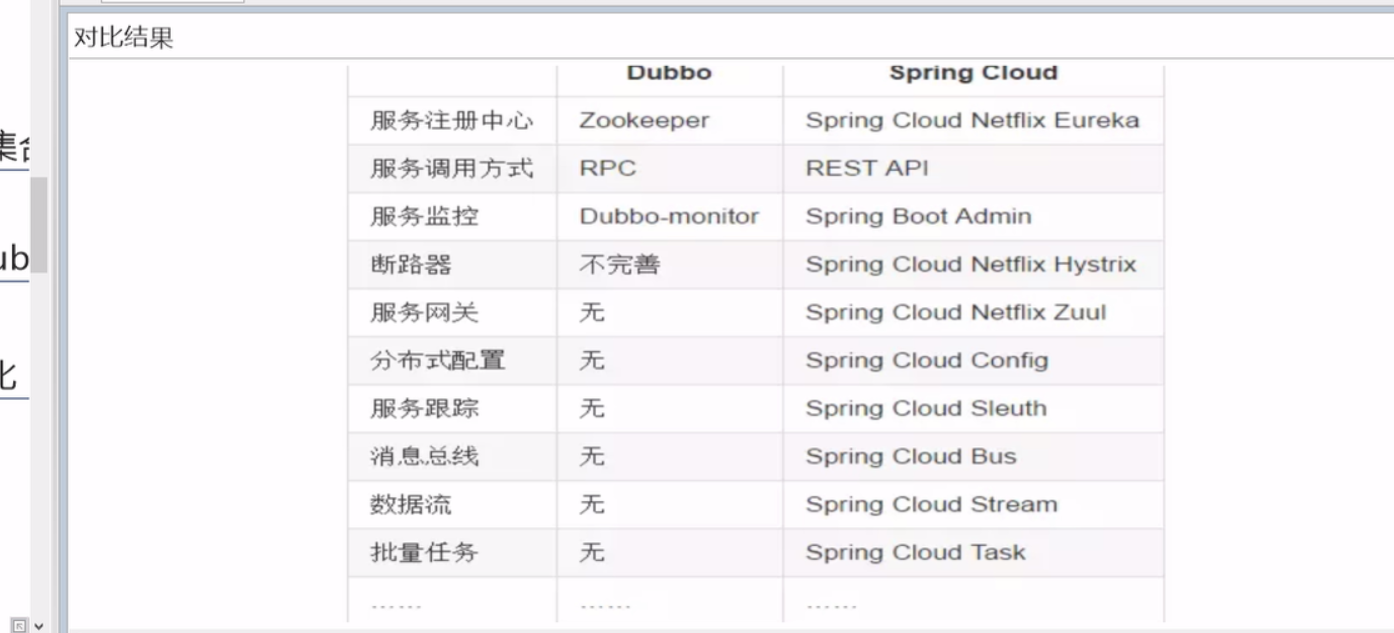 对比结果
Dubbo Spring Cloud
服务注册中心 Zookeeper Spring Cloud Netflix Eureka
服务调用方式 RPC REST API
服务监控 Dubbo-monitor Spring Boot Admin
断路器 不完善 Spring Cloud Netflix Hystrix
服务网关 无 Spring Cloud Netflix Zuul
分布式配置 无 Spring Cloud Config
服务跟踪 无 Spring Cloud Sleuth
消息总线 无 Spring Cloud Bus
数据流 无 Spring Cloud Stream
批量任务 无 Spring Cloud Task
…… …… ……